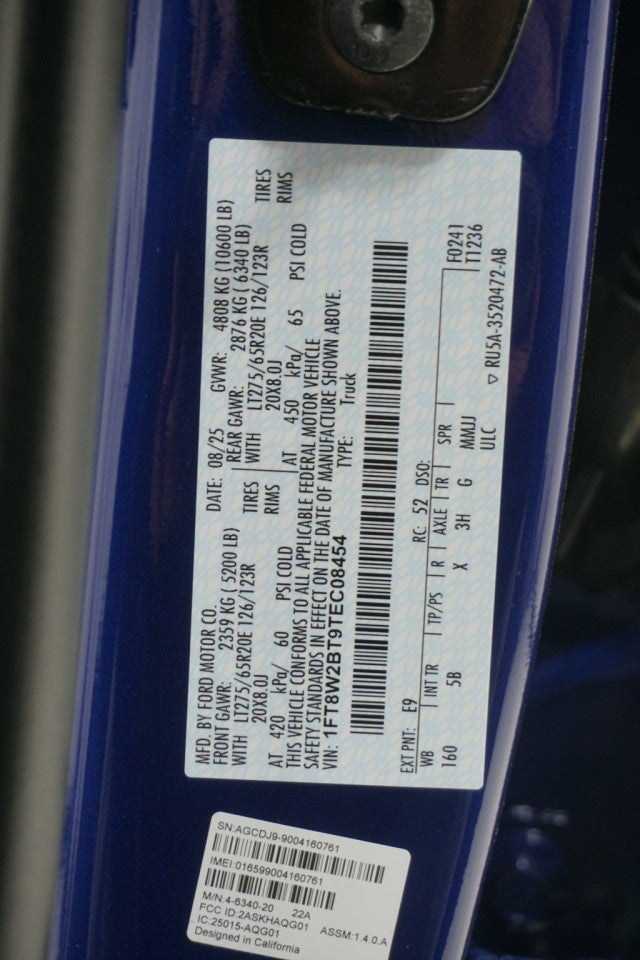 MFD. BY FORD MOTOR CO.
DATE: 08/25 GVWR: 4808 KG (10600 LB)
FRONT GAWR: 2359 KG ( 5200 LB) REAR GAWR: 2876 KG ( 6340 LB)
WITH LT275/65R20E 126/123R TIRES WITH LT275/65R20E 126/123R TIRES
20X8.0J RIMS 20X8.0J RIMS
AT 420 kPa/ 60 PSI COLD AT 450 kPa/ 65 PSI COLD
THIS VEHICLE CONFORMS TO ALL APPLICABLE FEDERAL MOTOR VEHICLE
SAFETY STANDARDS IN EFFECT ON THE DATE OF MANUFACTURE SHOWN ABOVE.
VIN: 1FT8W2BT9TEC08454 TYPE: Truck
EXT PNT: E9 RC: 52 DSO: F0241
WB INT TR TP/PS R AXLE TR SPR T1236
160 5B X 3H G MMJJ
ULC ▽ RU5A-3520472-AB
SN:AGCDJ9-9004160761
IMEI:016599004160761
M/N:4-6340-20 22A
FCC ID:2ASKHAQG01 ASSM:1.4.0.A
IC:25015-AQG01
Designed in California